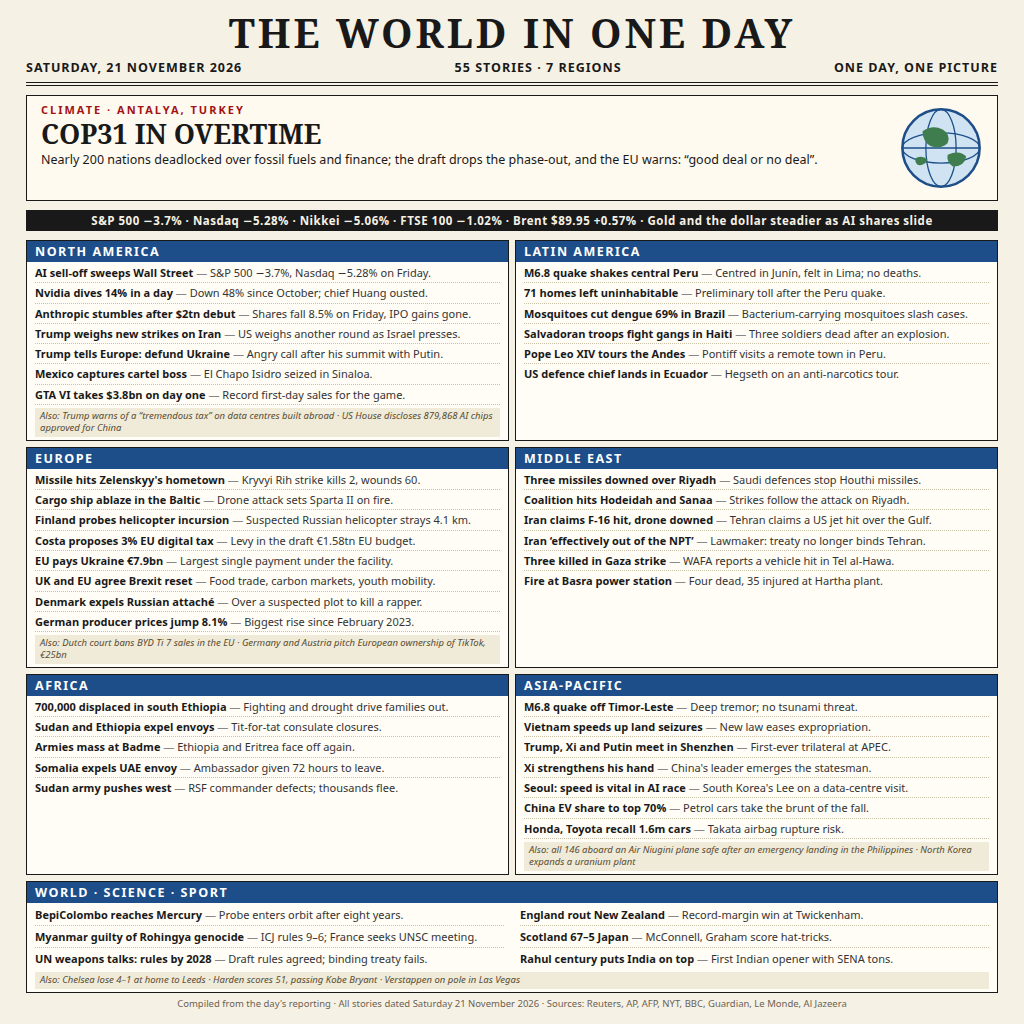 THE WORLD IN ONE DAY
SATURDAY, 21 NOVEMBER 2026
55 STORIES · 7 REGIONS
ONE DAY, ONE PICTURE
CLIMATE · ANTALYA, TURKEY
COP31 IN OVERTIME
Nearly 200 nations deadlocked over fossil fuels and finance; the draft drops the phase-out, and the EU warns: “good deal or no deal”.
S&P 500 −3.7% · Nasdaq −5.28% · Nikkei −5.06% · FTSE 100 −1.02% · Brent $89.95 +0.57% · Gold and the dollar steadier as AI shares slide
NORTH AMERICA
AI sell-off sweeps Wall Street — S&P 500 −3.7%, Nasdaq −5.28% on Friday.
Nvidia dives 14% in a day — Down 48% since October; chief Huang ousted.
Anthropic stumbles after $2tn debut — Shares fall 8.5% on Friday, IPO gains gone.
Trump weighs new strikes on Iran — US weighs another round as Israel presses.
Trump tells Europe: defund Ukraine — Angry call after his summit with Putin.
Mexico captures cartel boss — El Chapo Isidro seized in Sinaloa.
GTA VI takes $3.8bn on day one — Record first-day sales for the game.
Also: Trump warns of a “tremendous tax” on data centres built abroad · US House discloses 879,868 AI chips
approved for China
LATIN AMERICA
M6.8 quake shakes central Peru — Centred in Junín, felt in Lima; no deaths.
71 homes left uninhabitable — Preliminary toll after the Peru quake.
Mosquitoes cut dengue 69% in Brazil — Bacterium-carrying mosquitoes slash cases.
Salvadoran troops fight gangs in Haiti — Three soldiers dead after an explosion.
Pope Leo XIV tours the Andes — Pontiff visits a remote town in Peru.
US defence chief lands in Ecuador — Hegseth on an anti-narcotics tour.
EUROPE
Missile hits Zelenskyy's hometown — Kryvyi Rih strike kills 2, wounds 60.
Cargo ship ablaze in the Baltic — Drone attack sets Sparta II on fire.
Finland probes helicopter incursion — Suspected Russian helicopter strays 4.1 km.
Costa proposes 3% EU digital tax — Levy in the draft €1.58tn EU budget.
EU pays Ukraine €7.9bn — Largest single payment under the facility.
UK and EU agree Brexit reset — Food trade, carbon markets, youth mobility.
Denmark expels Russian attaché — Over a suspected plot to kill a rapper.
German producer prices jump 8.1% — Biggest rise since February 2023.
Also: Dutch court bans BYD Ti 7 sales in the EU · Germany and Austria pitch European ownership of TikTok,
€25bn
MIDDLE EAST
Three missiles downed over Riyadh — Saudi defences stop Houthi missiles.
Coalition hits Hodeidah and Sanaa — Strikes follow the attack on Riyadh.
Iran claims F-16 hit, drone downed — Tehran claims a US jet hit over the Gulf.
Iran ‘effectively out of the NPT’ — Lawmaker: treaty no longer binds Tehran.
Three killed in Gaza strike — WAFA reports a vehicle hit in Tel al-Hawa.
Fire at Basra power station — Four dead, 35 injured at Hartha plant.
AFRICA
700,000 displaced in south Ethiopia — Fighting and drought drive families out.
Sudan and Ethiopia expel envoys — Tit-for-tat consulate closures.
Armies mass at Badme — Ethiopia and Eritrea face off again.
Somalia expels UAE envoy — Ambassador given 72 hours to leave.
Sudan army pushes west — RSF commander defects; thousands flee.
ASIA-PACIFIC
M6.8 quake off Timor-Leste — Deep tremor; no tsunami threat.
Vietnam speeds up land seizures — New law eases expropriation.
Trump, Xi and Putin meet in Shenzhen — First-ever trilateral at APEC.
Xi strengthens his hand — China's leader emerges the statesman.
Seoul: speed is vital in AI race — South Korea's Lee on a data-centre visit.
China EV share to top 70% — Petrol cars take the brunt of the fall.
Honda, Toyota recall 1.6m cars — Takata airbag rupture risk.
Also: all 146 aboard an Air Niugini plane safe after an emergency landing in the Philippines · North Korea
expands a uranium plant
WORLD · SCIENCE · SPORT
BepiColombo reaches Mercury — Probe enters orbit after eight years.
Myanmar guilty of Rohingya genocide — ICJ rules 9–6; France seeks UNSC meeting.
UN weapons talks: rules by 2028 — Draft rules agreed; binding treaty fails.
England rout New Zealand — Record-margin win at Twickenham.
Scotland 67–5 Japan — McConnell, Graham score hat-tricks.
Rahul century puts India on top — First Indian opener with SENA tons.
Also: Chelsea lose 4–1 at home to Leeds · Harden scores 51, passing Kobe Bryant · Verstappen on pole in Las Vegas
Compiled from the day's reporting · All stories dated Saturday 21 November 2026 · Sources: Reuters, AP, AFP, NYT, BBC, Guardian, Le Monde, Al Jazeera